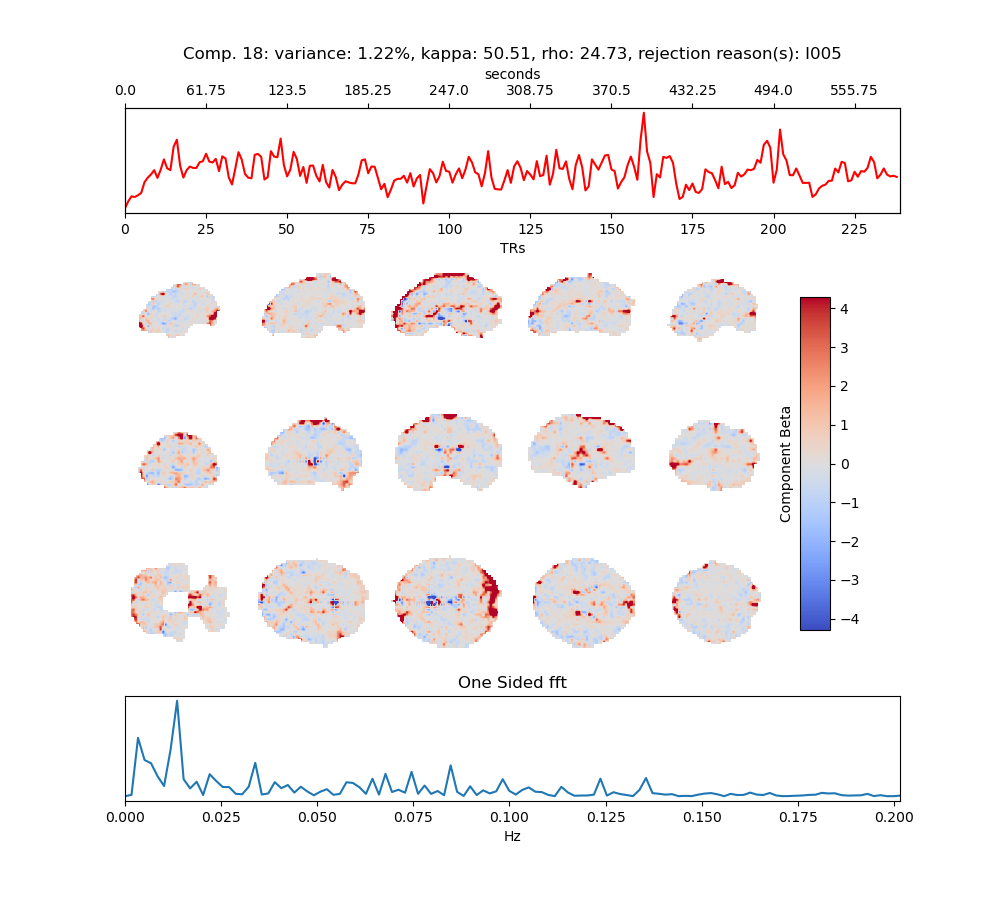 Comp. 18: variance: 1.22%, kappa: 50.51, rho: 24.73, rejection reason(s): I005
seconds
0.0 61.75 123.5 185.25 247.0 308.75 370.5 432.25 494.0 555.75
0 25 50 75 100 125 150 175 200 225
TRs
4
3
2
1
0
−1
−2
−3
−4
Component Beta
One Sided fft
0.000 0.025 0.050 0.075 0.100 0.125 0.150 0.175 0.200
Hz